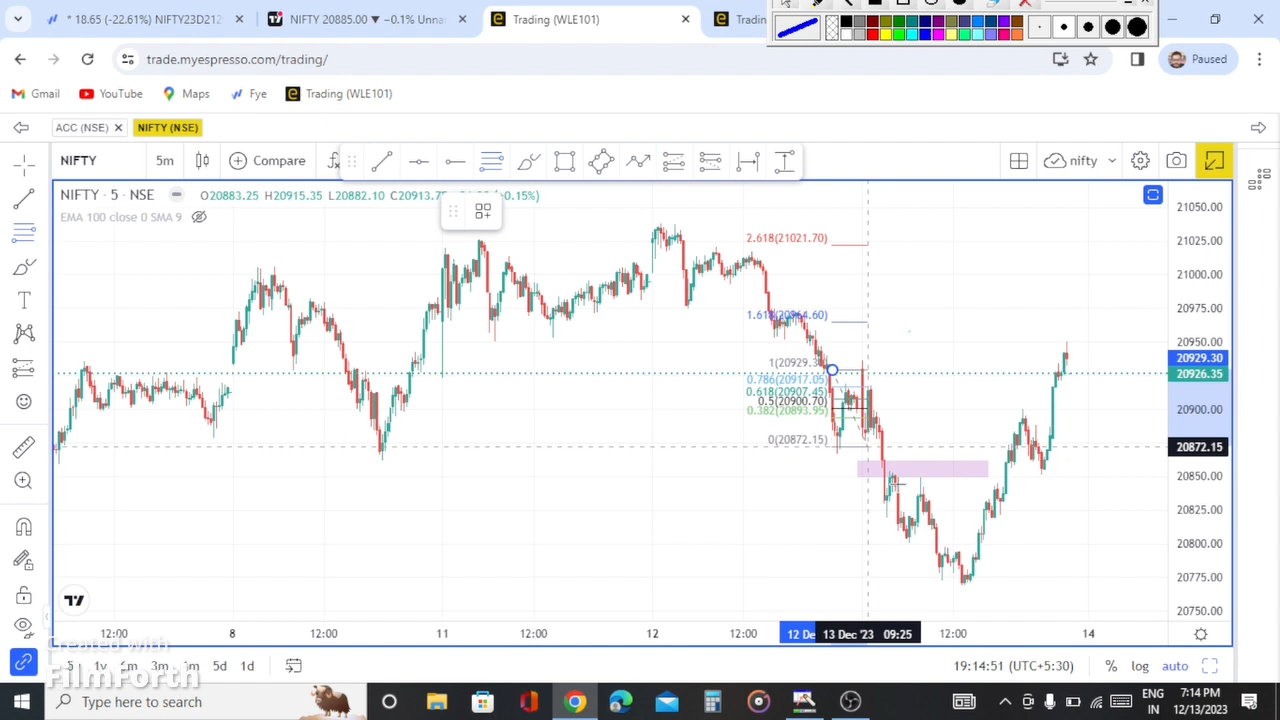 * 18.65 (-22.61%) NIFTY23D212
NIFTY 20885.00 ▼ −0.1% Unna
Trading (WLE101)
Tradin
trade.myespresso.com/trading/
Paused
Gmail
YouTube
Maps
Fye
Trading (WLE101)
ACC (NSE)
NIFTY (NSE)
NIFTY
5m
Compare
nifty
NIFTY · 5 · NSE
O20883.25 H20915.35 L20882.10
EMA 100 close 0 SMA 9
2.618(21021.70)
1.618(20964.60)
0.786(20917.05)
0.618(20907.45)
0.5(20900.70)
0.382(20893.95)
0(20872.15)
21050.00
21025.00
21000.00
20975.00
20950.00
20929.30
20926.35
20900.00
20872.15
20850.00
20825.00
20800.00
20775.00
20750.00
12:00
8
12:00
11
12:00
12
12:00
12 De
13 Dec '23 09:25
12:00
14
1y
3m
5d
1d
19:14:51 (UTC+5:30)
%
log
auto
Created with
FilmForth
Type here to search
ENG
IN
7:14 PM
12/13/2023